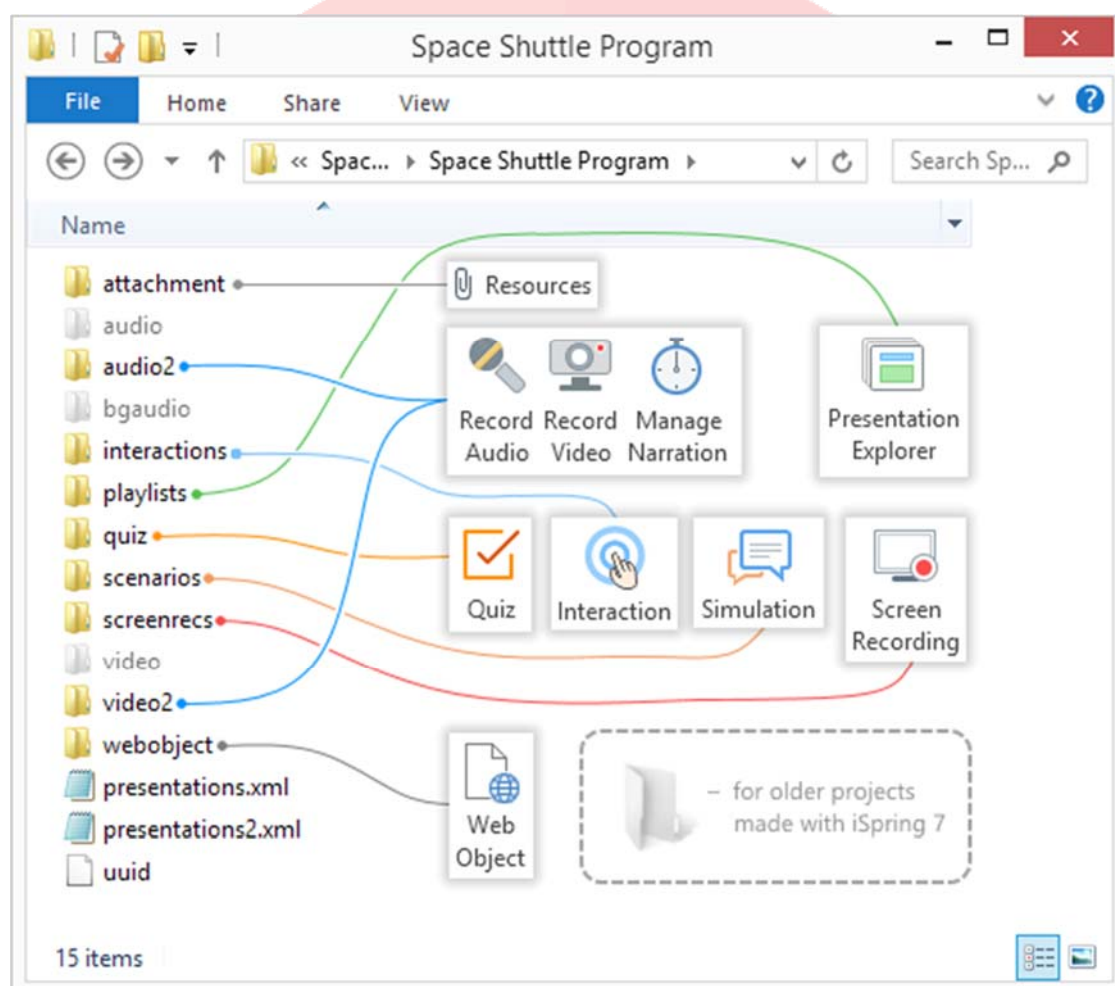 Space Shuttle Program
File Home Share View
« Spac... Space Shuttle Program Search Sp...
Name
attachment
Resources
audio
audio2
bgaudio
interactions
playlists
quiz
scenarios
screenrecs
video
video2
webobject
presentations.xml
presentations2.xml
uuid
Record Record Manage
Audio Video Narration
Presentation
Explorer
Quiz
Interaction
Simulation
Screen
Recording
Web
Object
– for older projects
made with iSpring 7
15 items